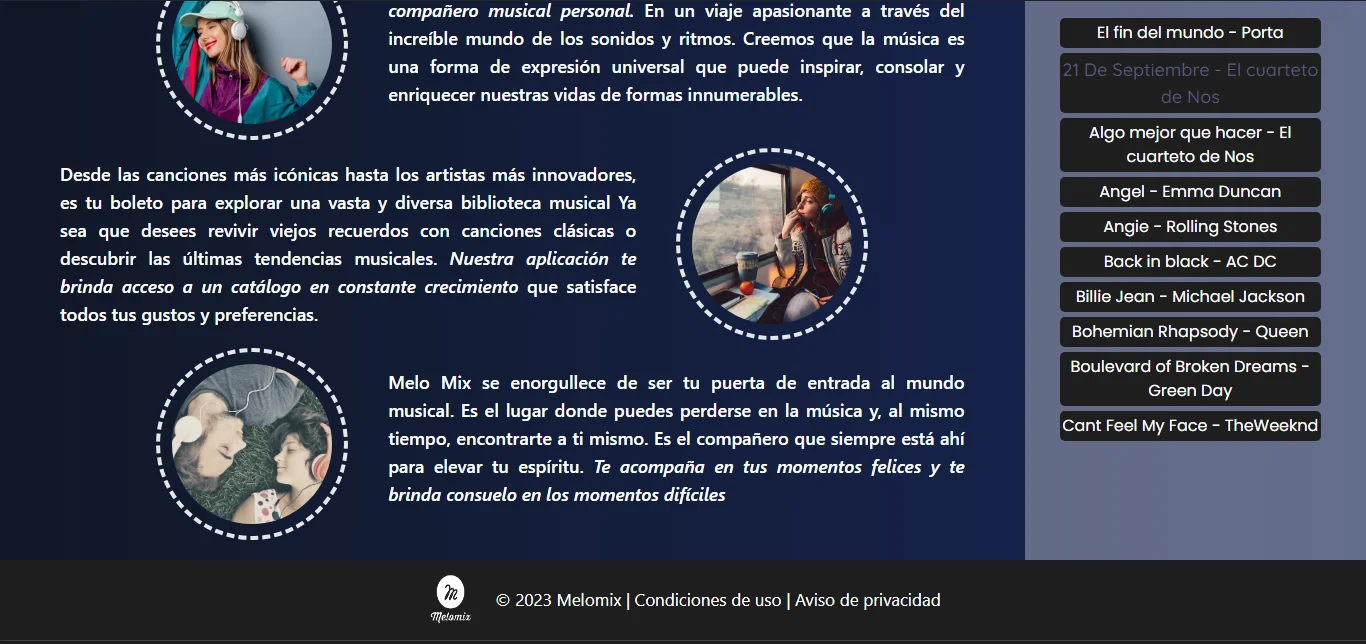 compañero musical personal. En un viaje apasionante a través del
increíble mundo de los sonidos y ritmos. Creemos que la música es
una forma de expresión universal que puede inspirar, consolar y
enriquecer nuestras vidas de formas innumerables.
Desde las canciones más icónicas hasta los artistas más innovadores,
es tu boleto para explorar una vasta y diversa biblioteca musical Ya
sea que desees revivir viejos recuerdos con canciones clásicas o
descubrir las últimas tendencias musicales. Nuestra aplicación te
brinda acceso a un catálogo en constante crecimiento que satisface
todos tus gustos y preferencias.
Melo Mix se enorgullece de ser tu puerta de entrada al mundo
musical. Es el lugar donde puedes perderse en la música y, al mismo
tiempo, encontrarte a ti mismo. Es el compañero que siempre está ahí
para elevar tu espíritu. Te acompaña en tus momentos felices y te
brinda consuelo en los momentos difíciles
El fin del mundo - Porta
21 De Septiembre - El cuarteto
de Nos
Algo mejor que hacer - El
cuarteto de Nos
Angel - Emma Duncan
Angie - Rolling Stones
Back in black - AC DC
Billie Jean - Michael Jackson
Bohemian Rhapsody - Queen
Boulevard of Broken Dreams -
Green Day
Cant Feel My Face - TheWeeknd
m
Melomix
© 2023 Melomix | Condiciones de uso | Aviso de privacidad